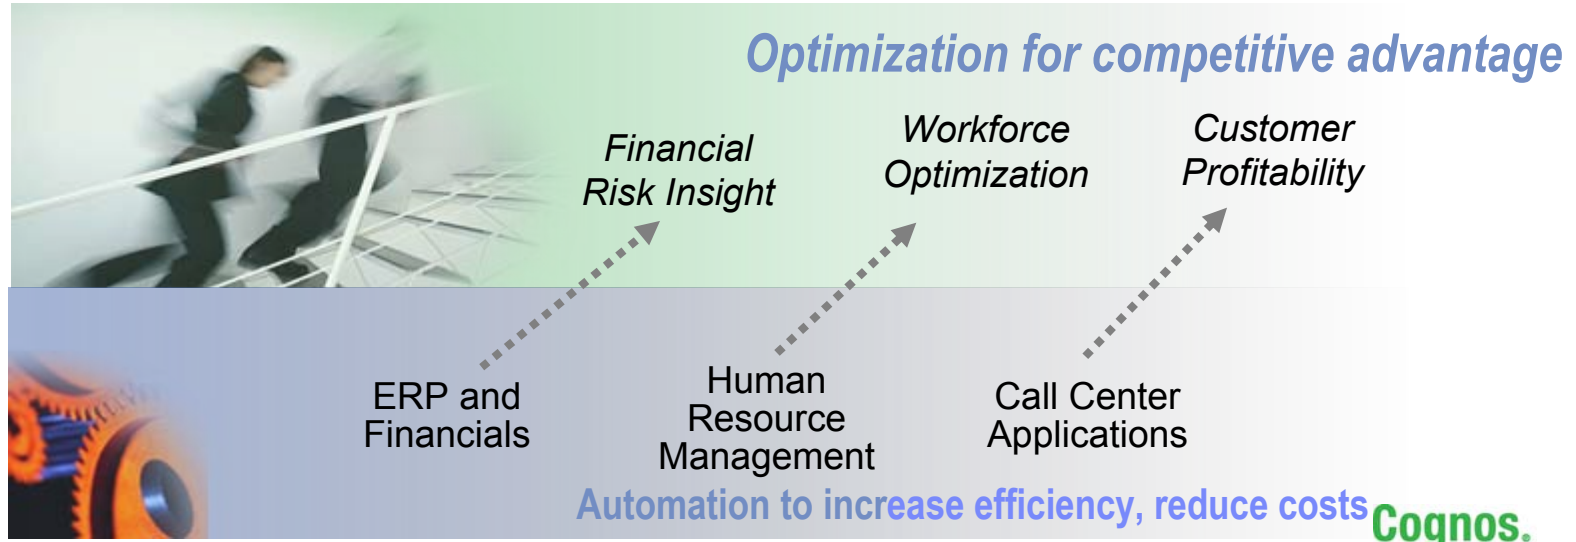 Optimization for competitive advantage
Financial
Risk Insight
Workforce
Optimization
Customer
Profitability
ERP and
Financials
Human
Resource
Management
Call Center
Applications
Automation to increase efficiency, reduce costs
Cognos.